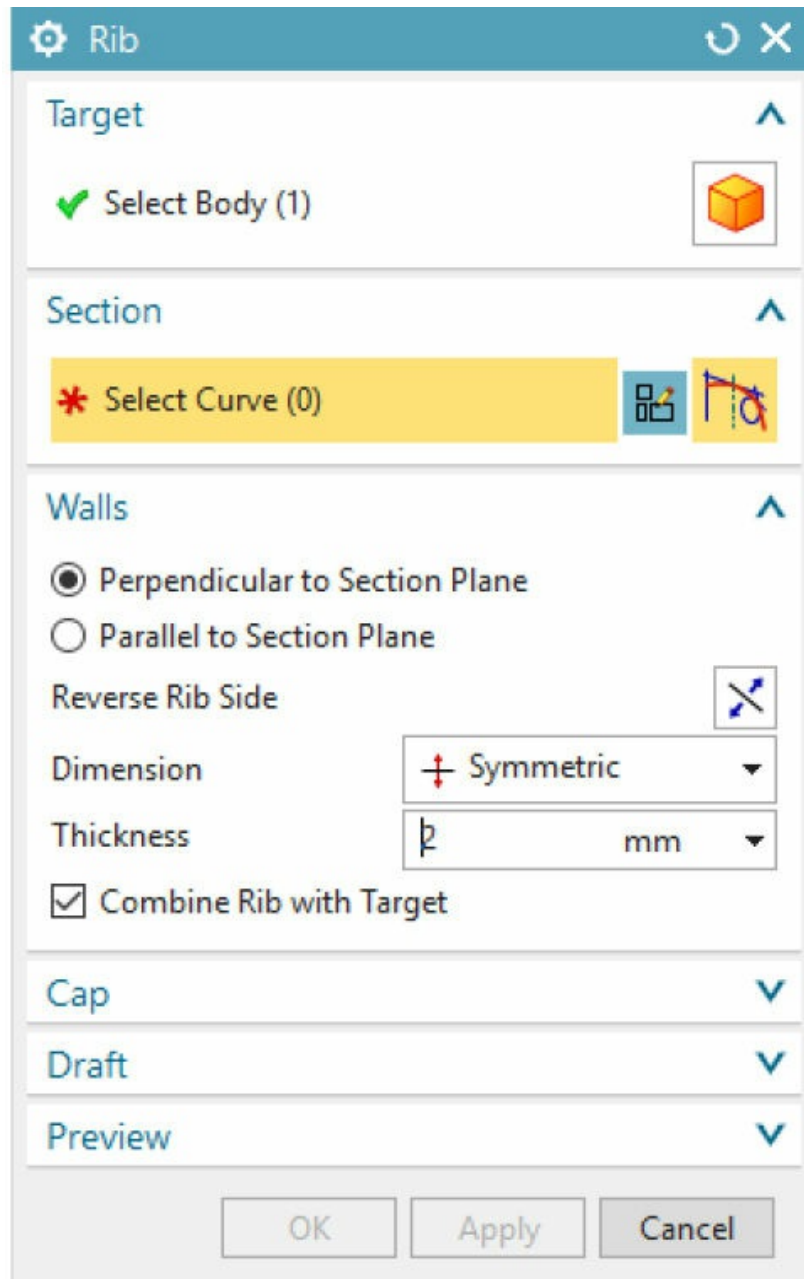 Rib
Target
Select Body (1)
Section
Select Curve (0)
Walls
Perpendicular to Section Plane
Parallel to Section Plane
Reverse Rib Side
Dimension Symmetric
Thickness 2 mm
Combine Rib with Target
Cap
Draft
Preview
OK Apply Cancel